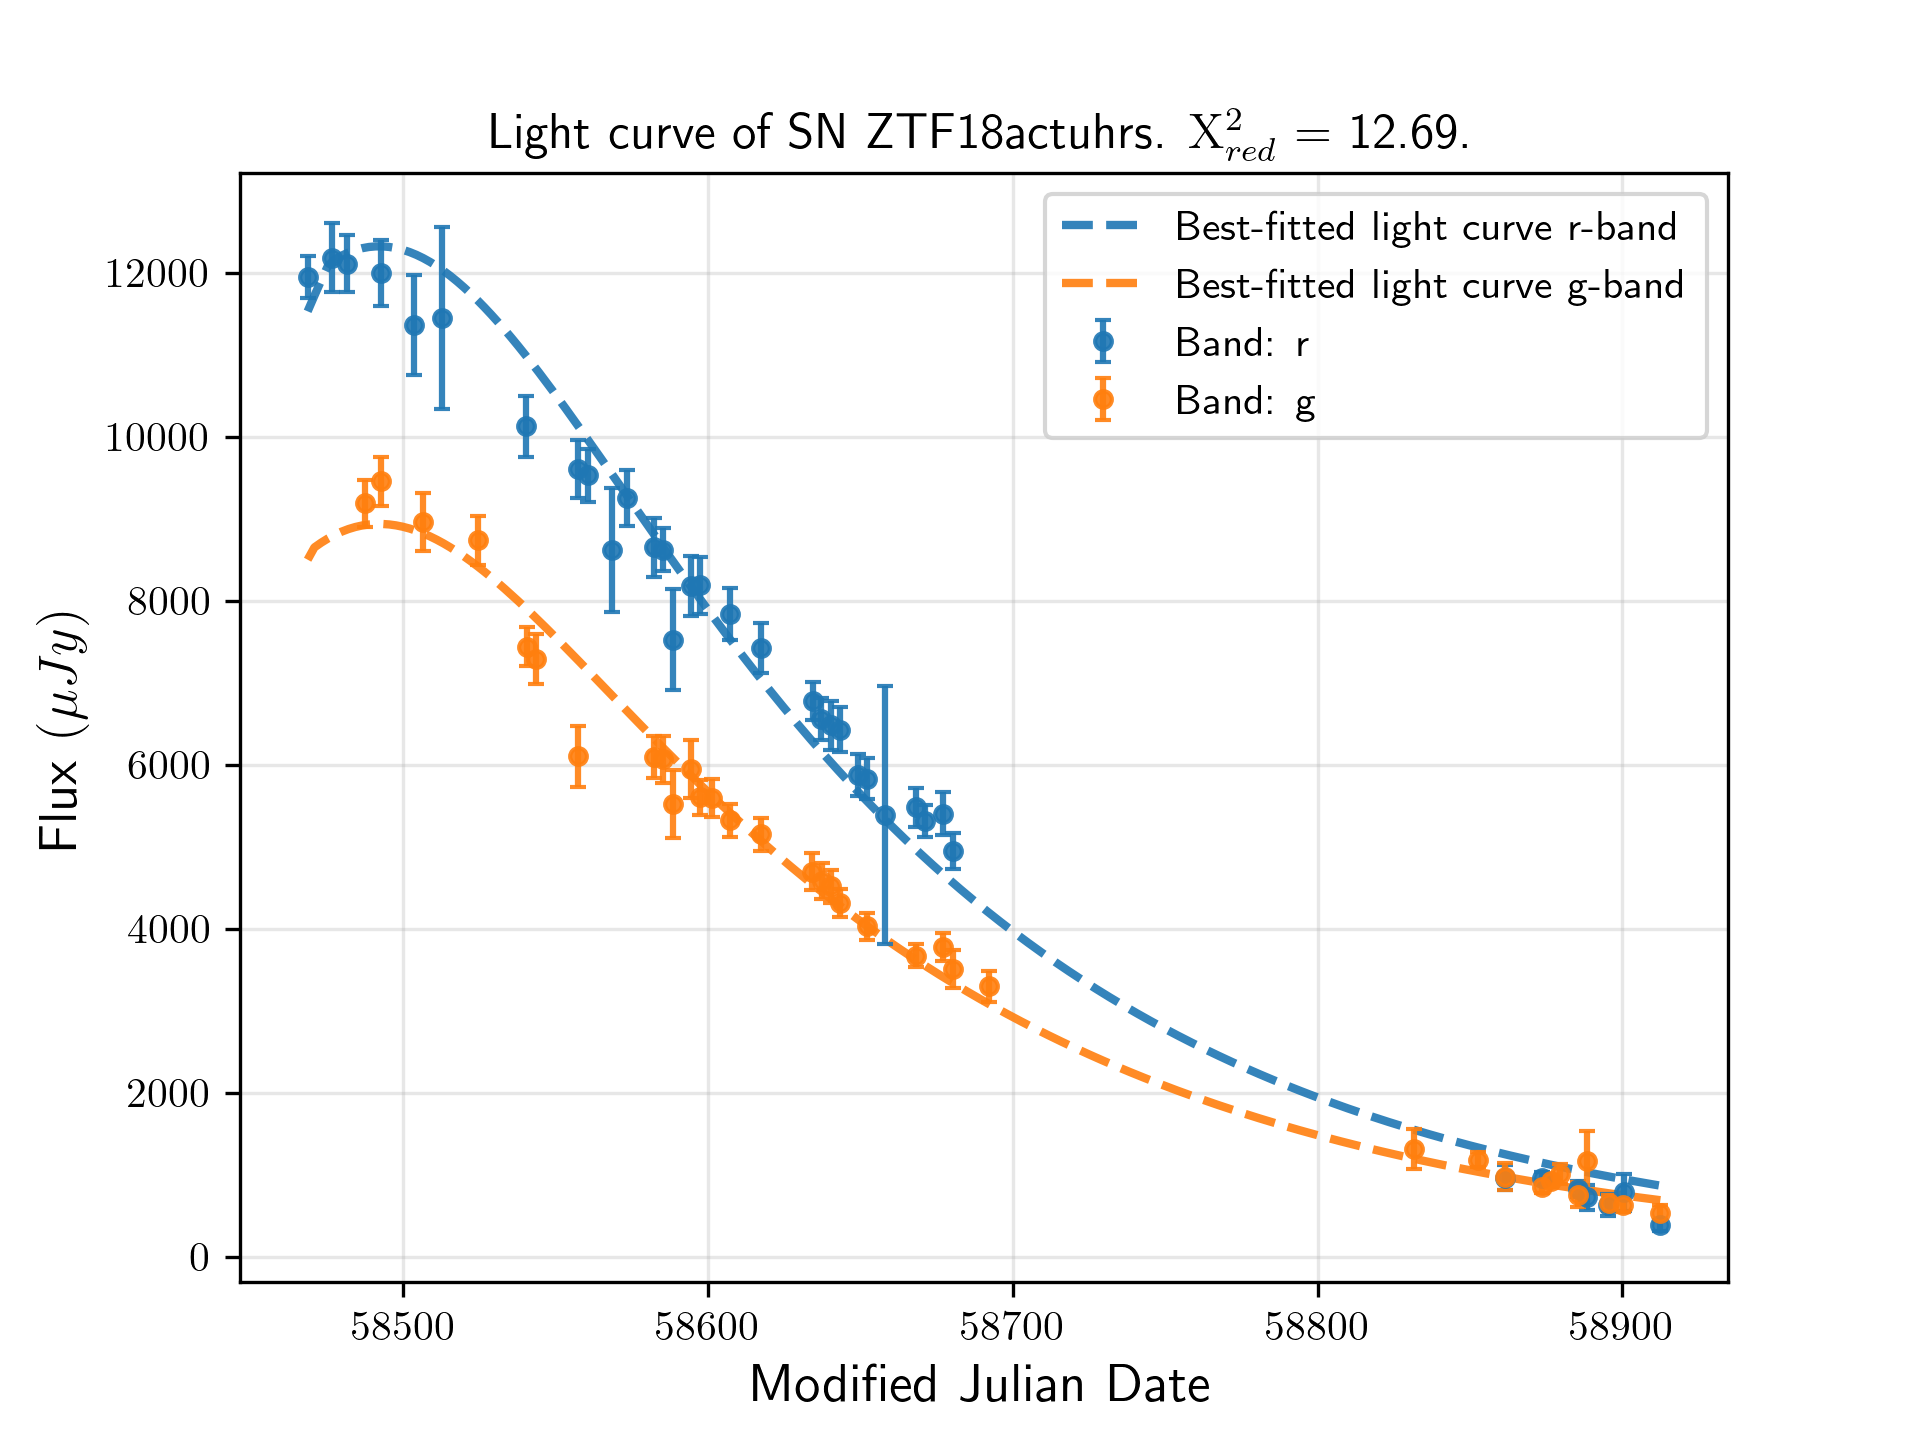 Light curve of SN ZTF18actuhrs. X²_red = 12.69.
Best-fitted light curve r-band
Best-fitted light curve g-band
Band: r
Band: g
12000
10000
8000
6000
4000
2000
0
Flux (μJy)
58500 58600 58700 58800 58900
Modified Julian Date